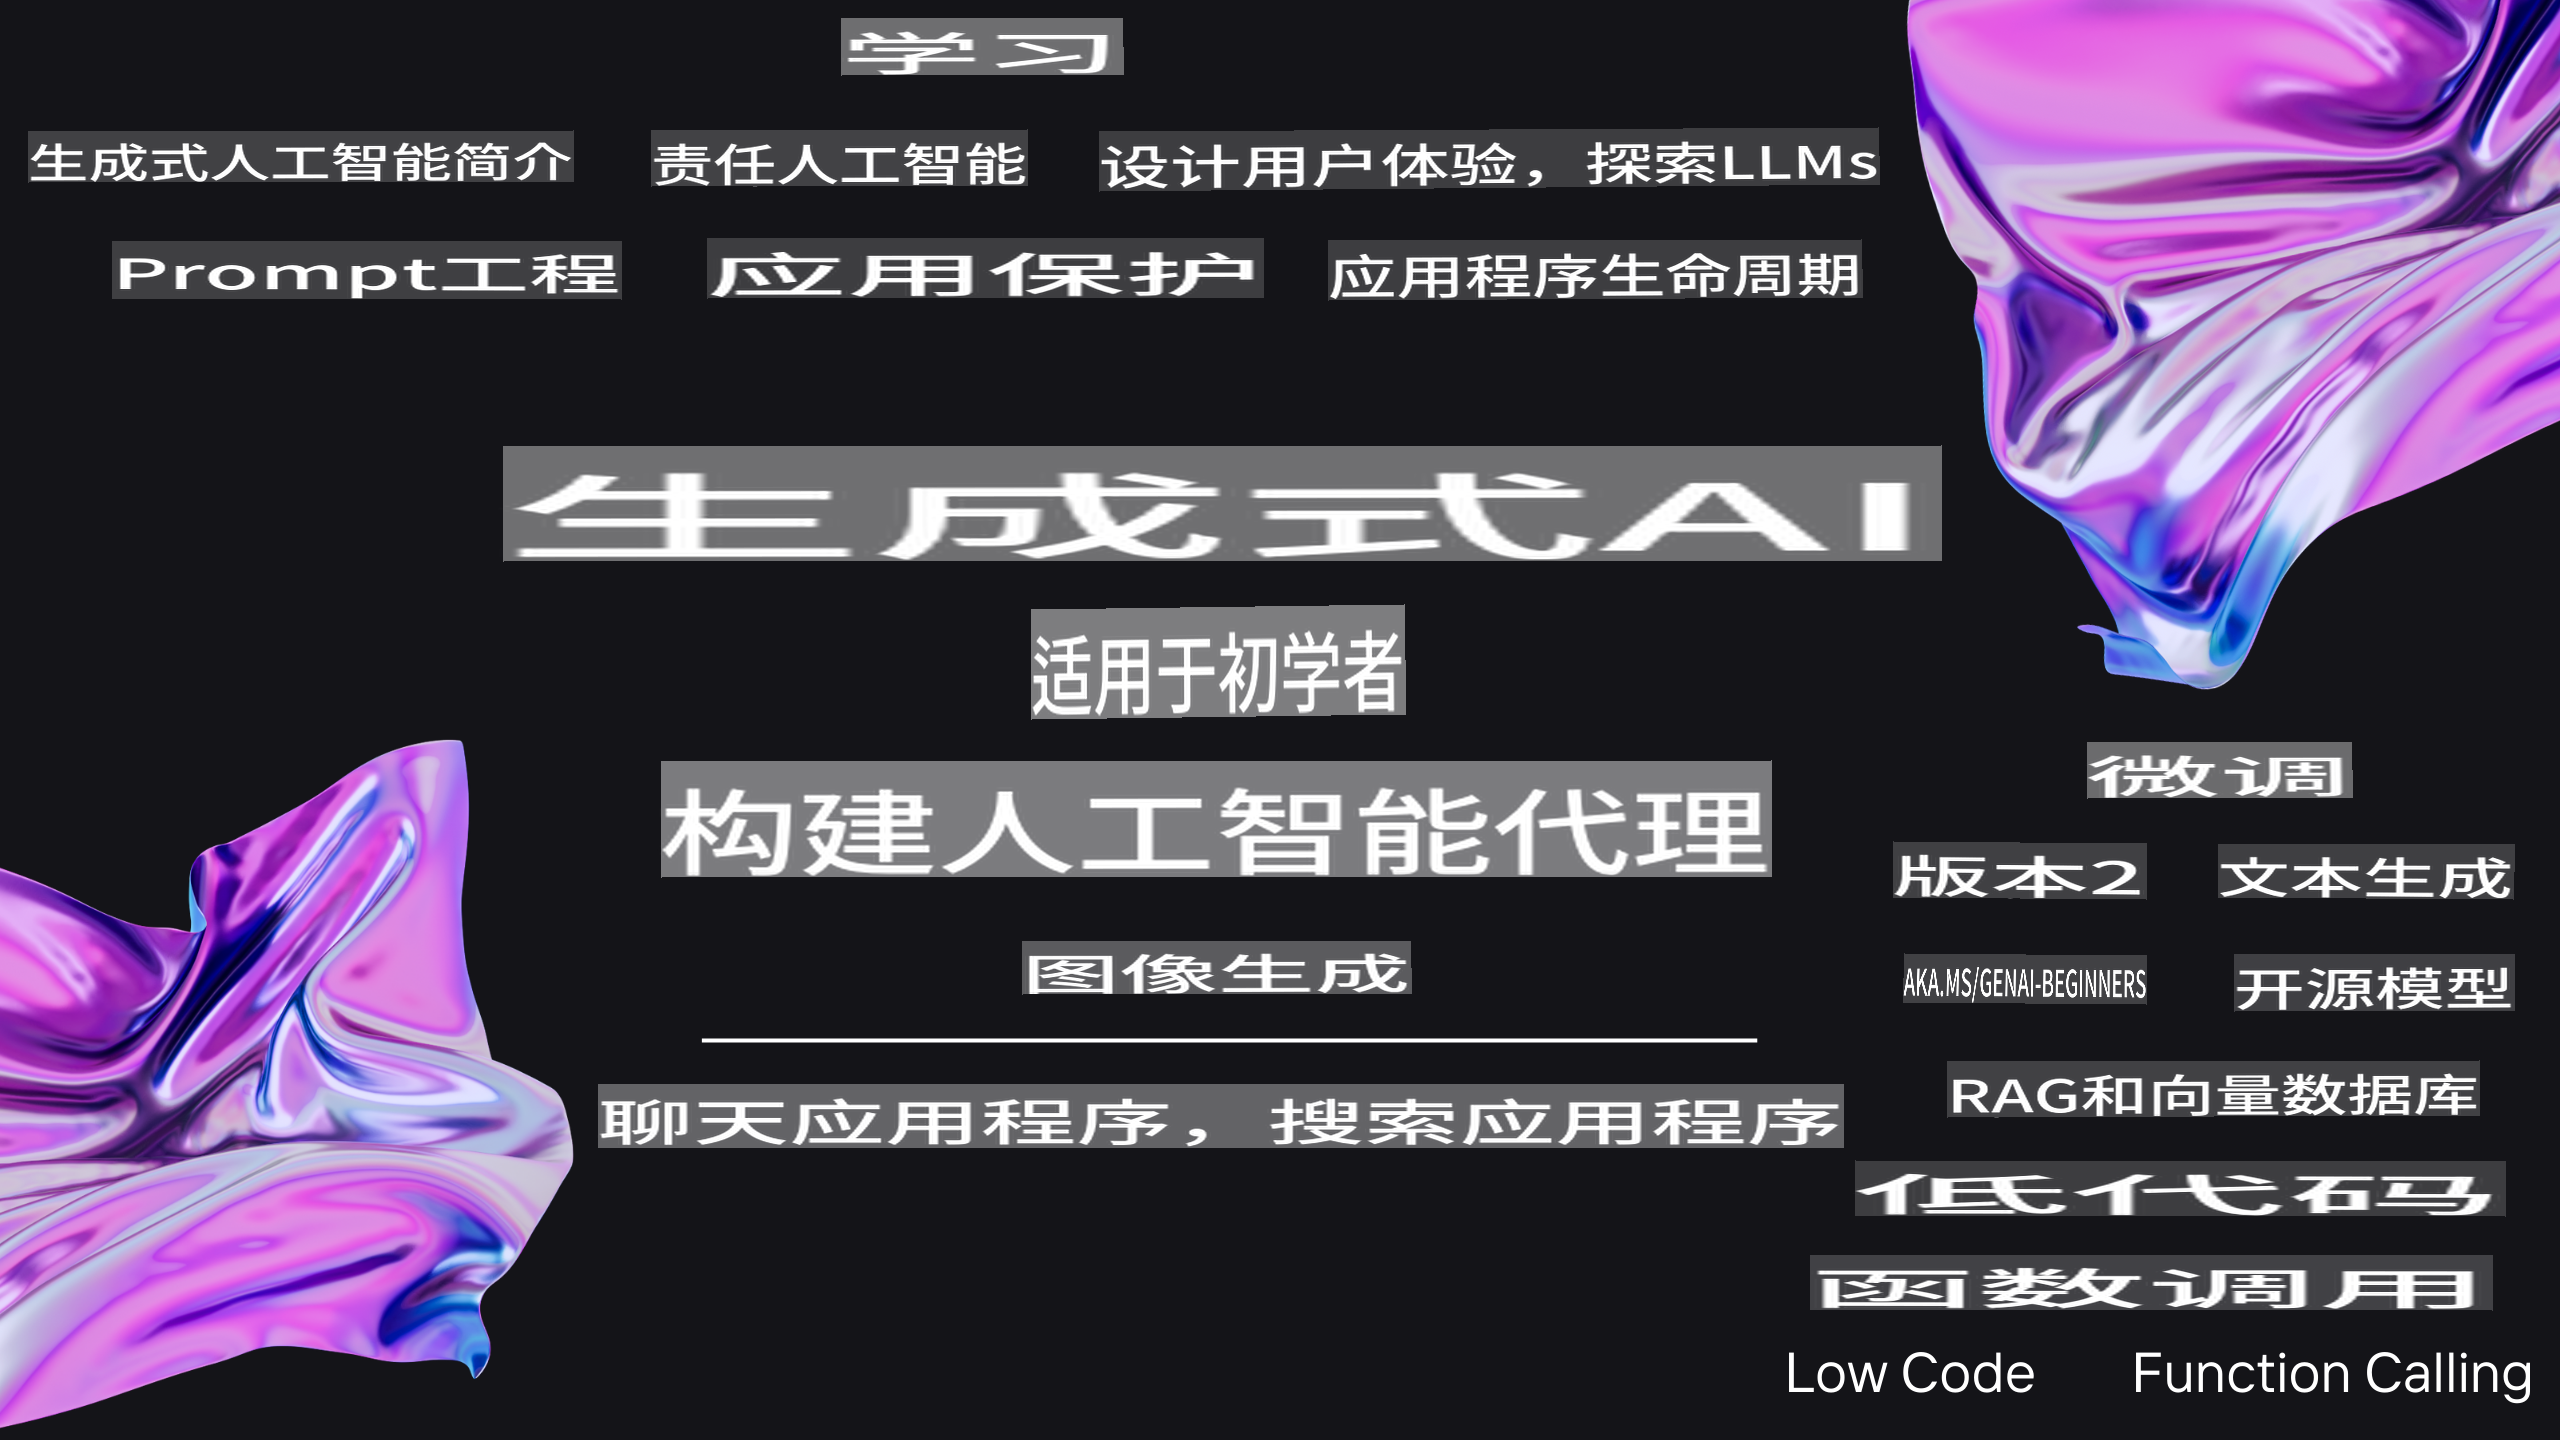 学习
生成式人工智能简介 责任人工智能 设计用户体验，探索LLMs
Prompt工程 应用保护 应用程序生命周期
生成式AI
适用于初学者
构建人工智能代理
图像生成
聊天应用程序，搜索应用程序
微调
版本2 文本生成
AKA.MS/GENAI-BEGINNERS 开源模型
RAG和向量数据库
低代码
函数调用
Low Code Function Calling